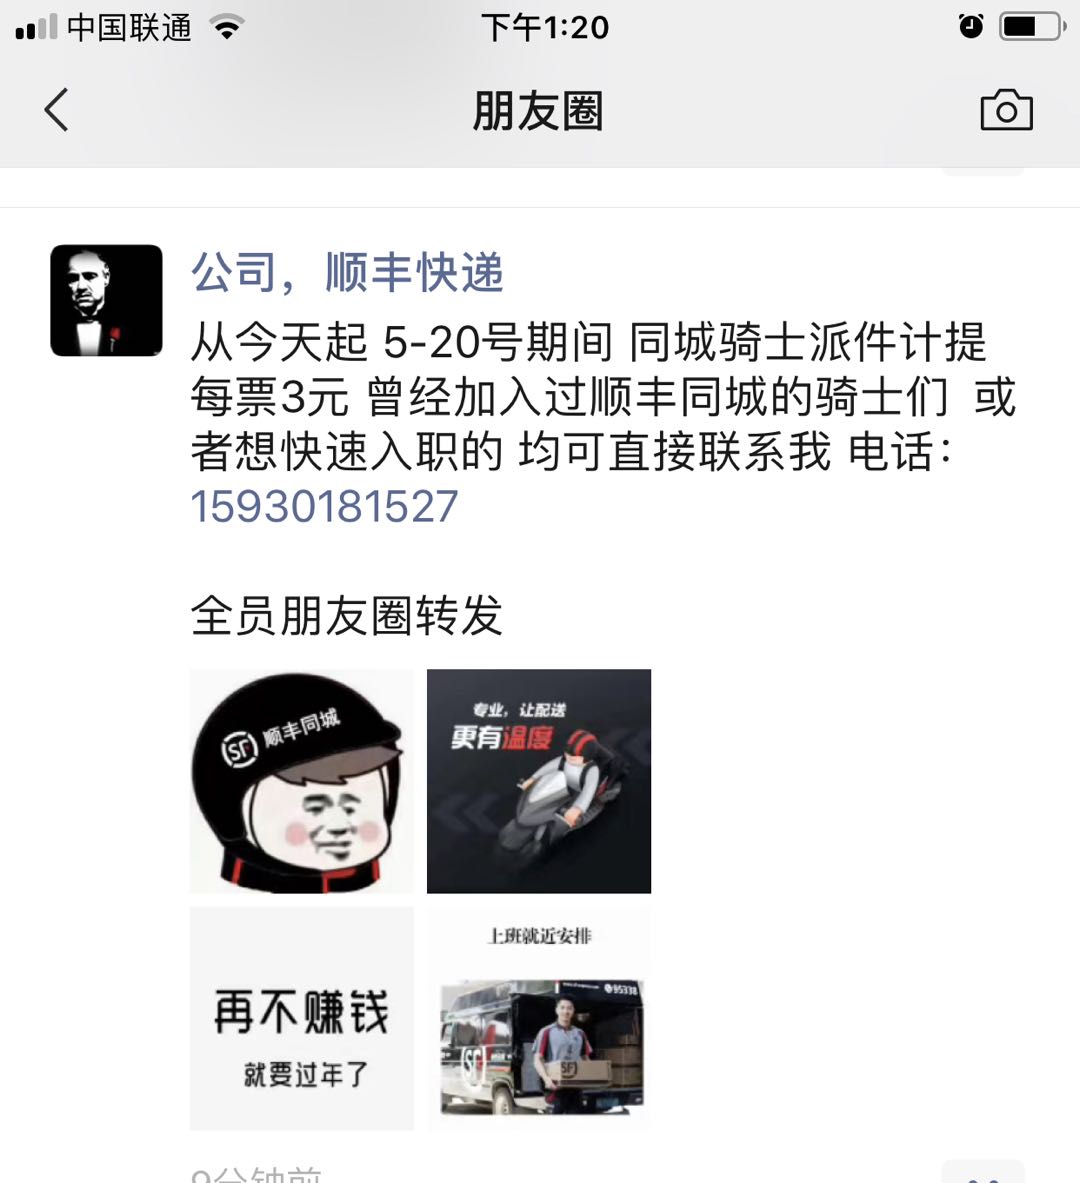 中国联通
下午1:20
朋友圈
公司，顺丰快递
从今天起 5-20号期间 同城骑士派件计提
每票3元 曾经加入过顺丰同城的骑士们 或
者想快速入职的 均可直接联系我 电话：
15930181527
全员朋友圈转发
SF 顺丰同城
专业，让配送
更有温度
再不赚钱
就要过年了
上班就近安排
95338
SF
SF
9分钟前